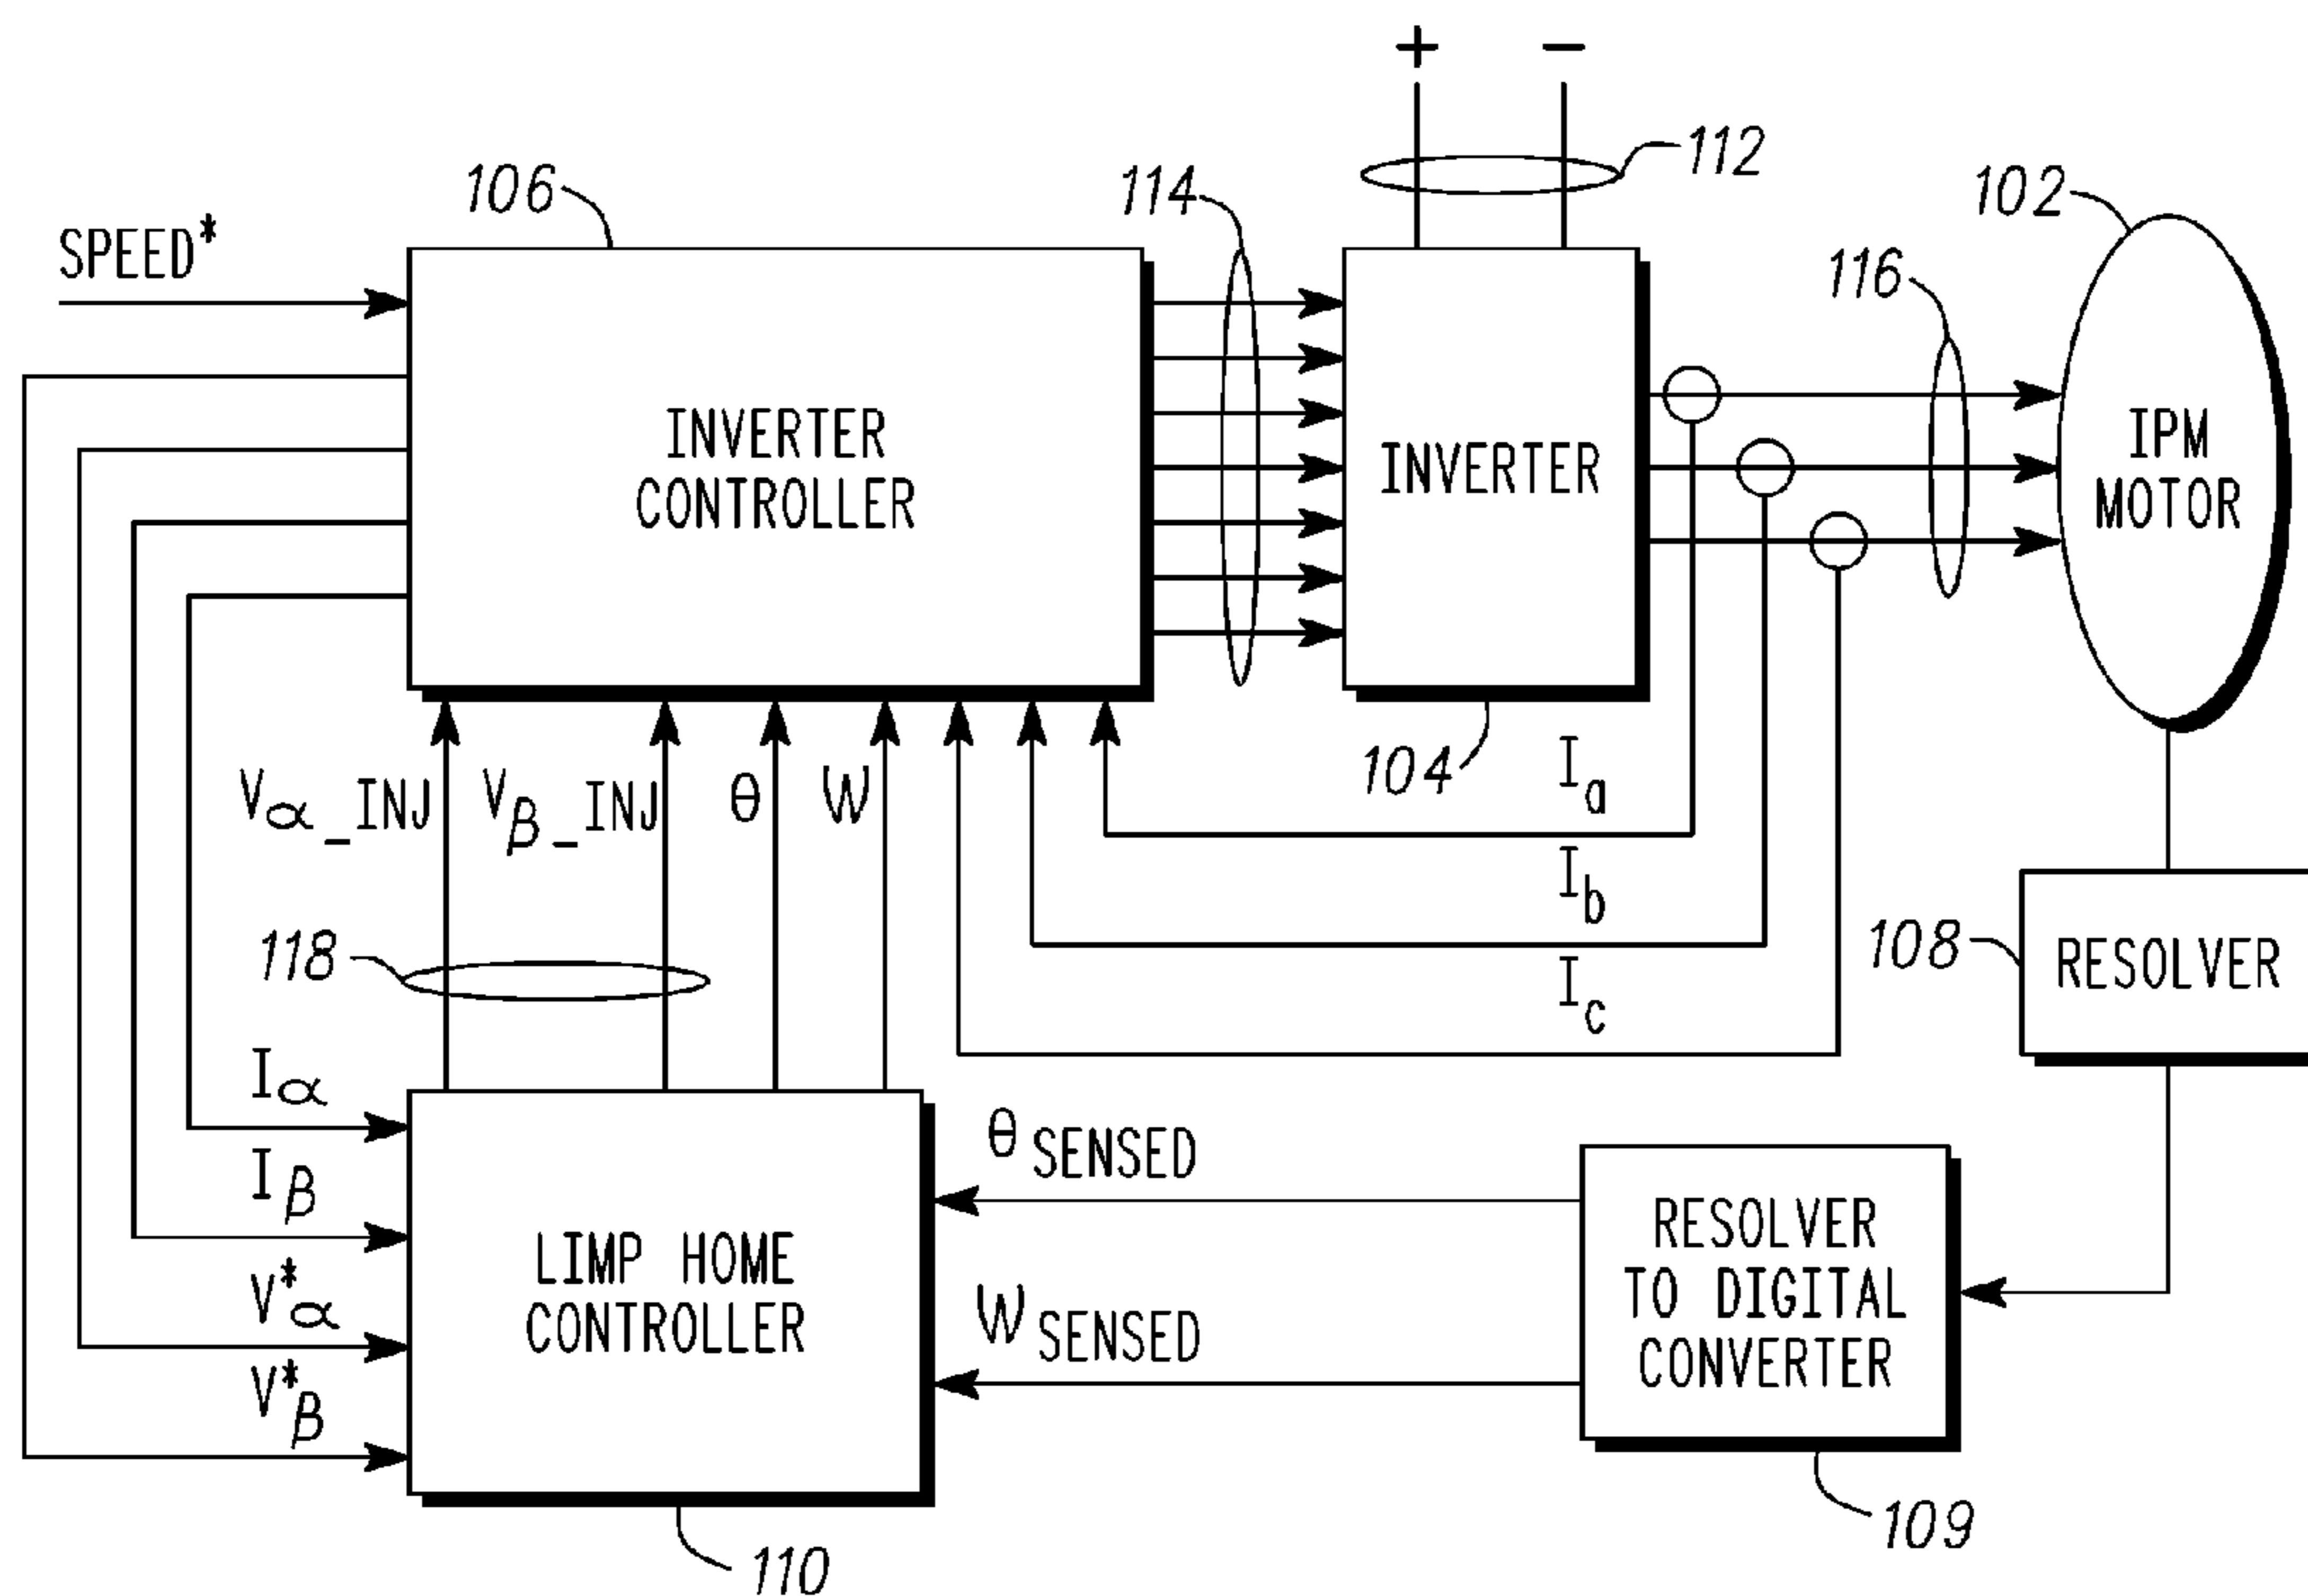 + −
112
106
114
102
SPEED*
116
INVERTER
CONTROLLER
INVERTER
IPM
MOTOR
104
Vα_INJ
Vβ_INJ
θ
W
Ia
Ib
Ic
118
108
RESOLVER
Iα
Iβ
V*α
V*β
LIMP HOME
CONTROLLER
θ SENSED
W SENSED
RESOLVER
TO DIGITAL
CONVERTER
109
110